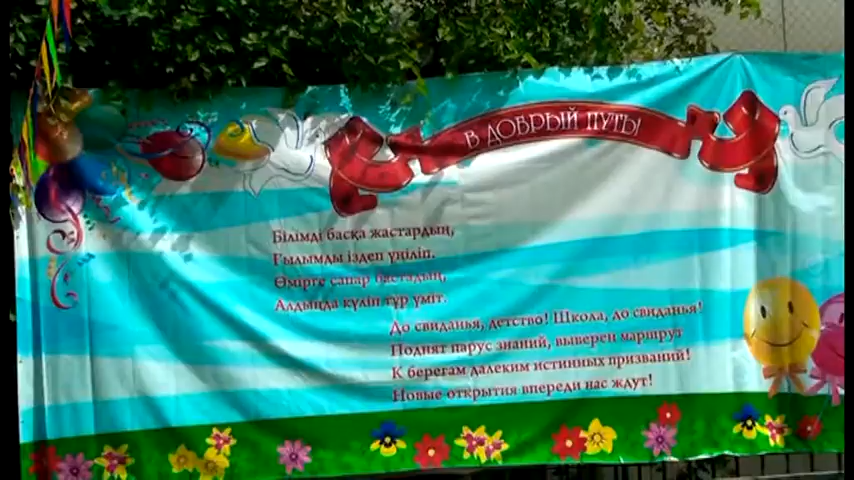 В ДОБРЫЙ ПУТЬ!
Білімді басқа жастардың,
Ғылымды іздеп үңіліп.
Өмірге сапар бастадың,
Алдыңда күліп тұр үміт.
До свиданья, детство! Школа, до свиданья!
Поднят парус знаний, выверен маршрут
К берегам далеким истинных призваний!
Новые открытия впереди нас ждут!